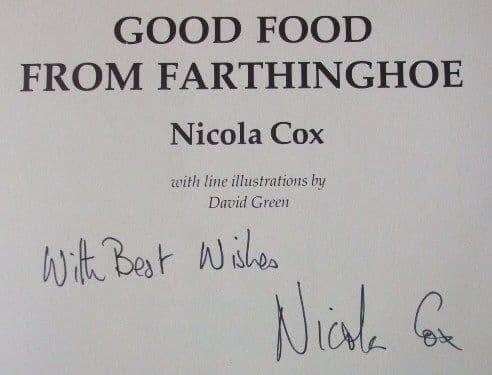 GOOD FOOD
FROM FARTHINGHOE
Nicola Cox
with line illustrations by
David Green
With Best Wishes
Nicola Cox